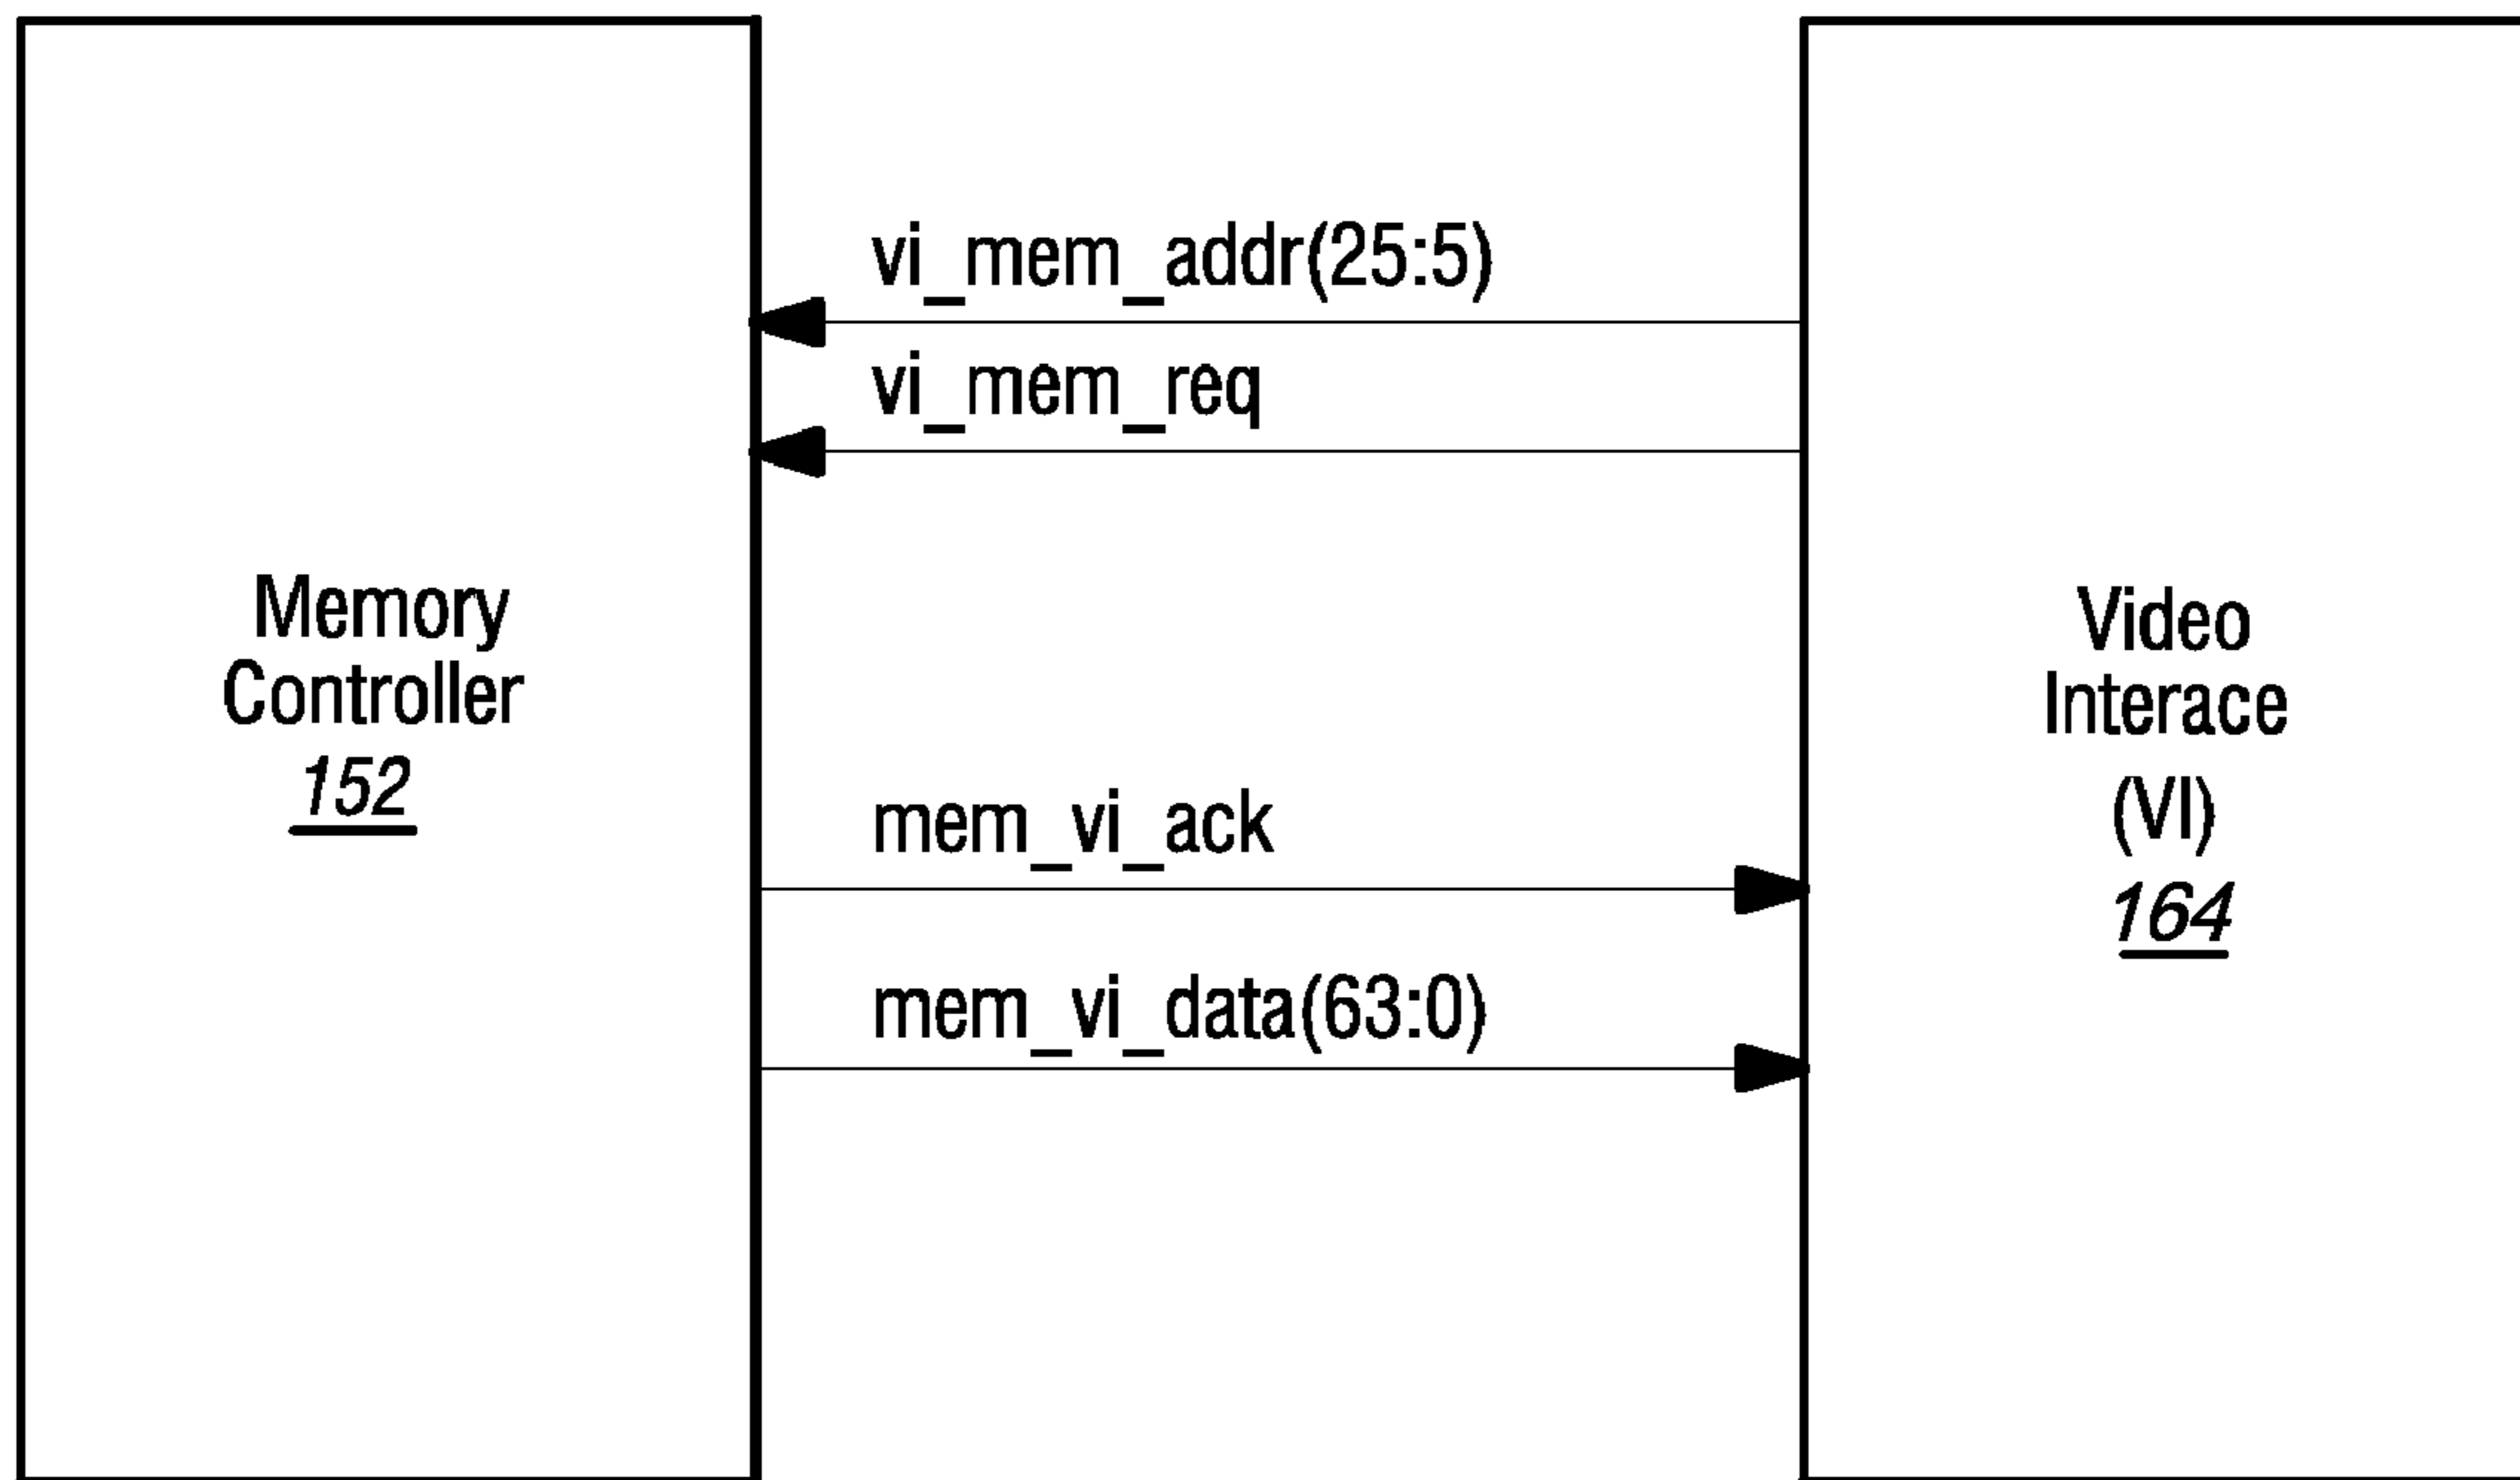 vi_mem_addr(25:5)
vi_mem_req
Memory
Controller
152
mem_vi_ack
mem_vi_data(63:0)
Video
Interace
(VI)
164